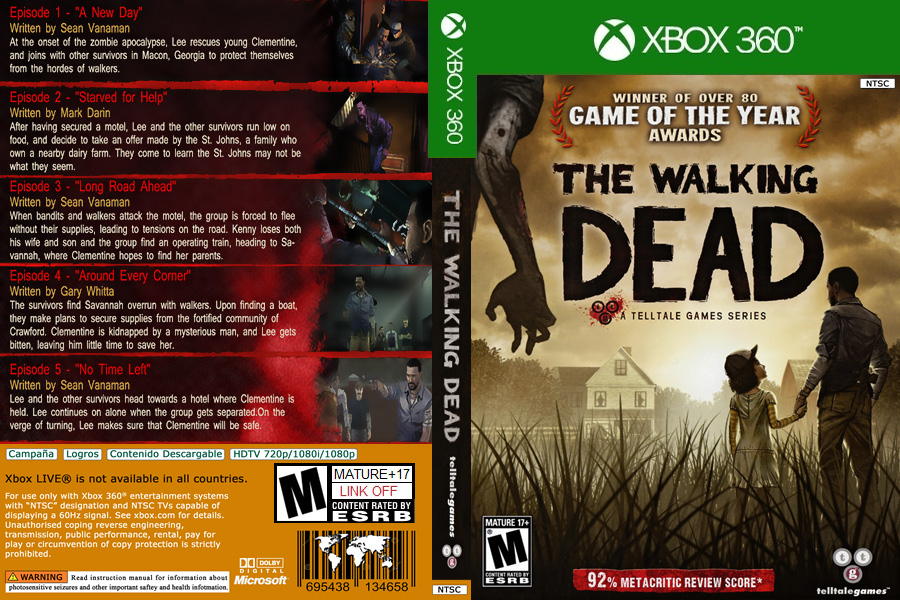 Episode 1 - "A New Day"
Written by Sean Vanaman
At the onset of the zombie apocalypse, Lee rescues young Clementine,
and joins with other survivors in Macon, Georgia to protect themselves
from the hordes of walkers.
Episode 2 - "Starved for Help"
Written by Mark Darin
After having secured a motel, Lee and the other survivors run low on
food, and decide to take an offer made by the St. Johns, a family who
own a nearby dairy farm. They come to learn the St. Johns may not be
what they seem.
Episode 3 - "Long Road Ahead"
Written by Sean Vanaman
When bandits and walkers attack the motel, the group is forced to flee
without their supplies, leading to tensions on the road. Kenny loses both
his wife and son and the group find an operating train, heading to Sa-
vannah, where Clementine hopes to find her parents.
Episode 4 - "Around Every Corner"
Written by Gary Whitta
The survivors find Savannah overrun with walkers. Upon finding a boat,
they make plans to secure supplies from the fortified community of
Crawford. Clementine is kidnapped by a mysterious man, and Lee gets
bitten, leaving him little time to save her.
Episode 5 - "No Time Left"
Written by Sean Vanaman
Lee and the other survivors head towards a hotel where Clementine is
held. Lee continues on alone when the group gets separated.On the
verge of turning, Lee makes sure that Clementine will be safe.
Campaña Logros Contenido Descargable HDTV 720p/1080i/1080p
Xbox LIVE® is not available in all countries.
For use only with Xbox 360® entertainment systems
with "NTSC" designation and NTSC TVs capable of
displaying a 60Hz signal. See xbox.com for details.
Unauthorised coping reverse engineering,
transmission, public performance, rental, pay for
play or circumvention of copy protection is strictly
prohibited.
WARNING Read instruction manual for information about
photosensitive seizures and other important saftey and health infotmation.
DOLBY
DIGITAL
Microsoft
M
MATURE+17
LINK OFF
CONTENT RATED BY
ESRB
695438 134658
XBOX 360
THE WALKING DEAD
telltalegames
ttg
NTSC
XBOX 360™
NTSC
WINNER OF OVER 80
GAME OF THE YEAR
AWARDS
THE WALKING
DEAD
ttg
A TELLTALE GAMES SERIES
MATURE 17+
M
CONTENT RATED BY
ESRB
92% METACRITIC REVIEW SCORE*
ttg
telltalegames™